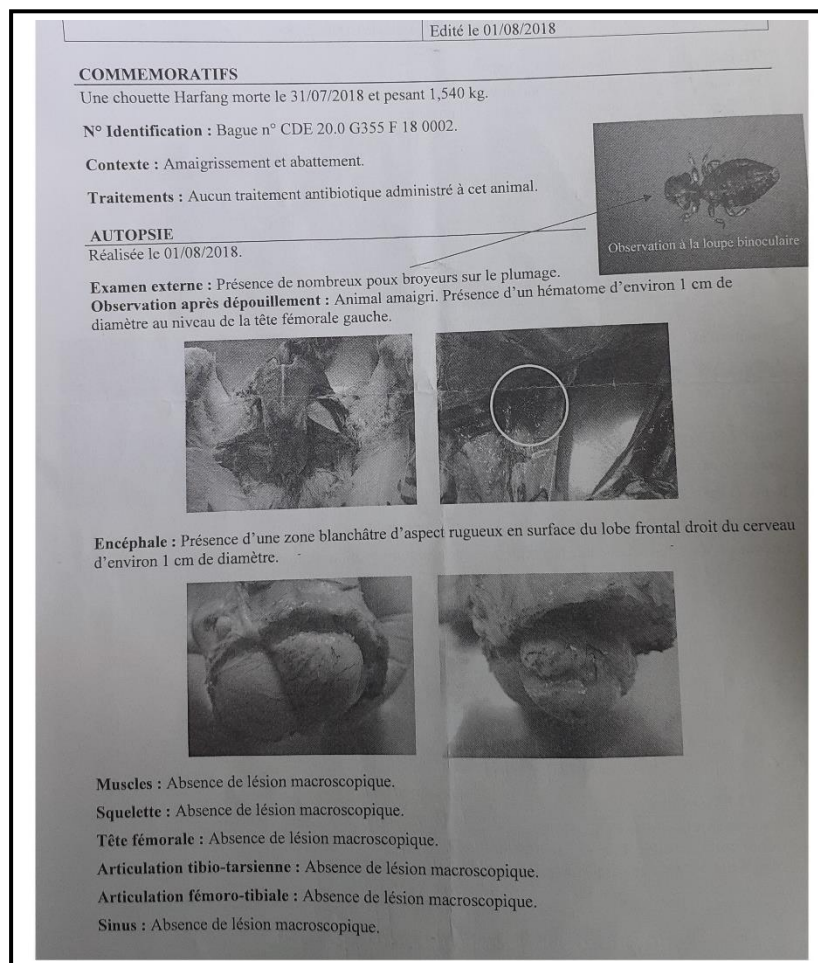 Edité le 01/08/2018
COMMEMORATIFS
Une chouette Harfang morte le 31/07/2018 et pesant 1,540 kg.
N° Identification : Bague n° CDE 20.0 G355 F 18 0002.
Contexte : Amaigrissement et abattement.
Traitements : Aucun traitement antibiotique administré à cet animal.
AUTOPSIE
Réalisée le 01/08/2018.
Observation à la loupe binoculaire
Examen externe : Présence de nombreux poux broyeurs sur le plumage.
Observation après dépouillement : Animal amaigri. Présence d'un hématome d'environ 1 cm de
diamètre au niveau de la tête fémorale gauche.
Encéphale : Présence d'une zone blanchâtre d'aspect rugueux en surface du lobe frontal droit du cerveau
d'environ 1 cm de diamètre.
Muscles : Absence de lésion macroscopique.
Squelette : Absence de lésion macroscopique.
Tête fémorale : Absence de lésion macroscopique.
Articulation tibio-tarsienne : Absence de lésion macroscopique.
Articulation fémoro-tibiale : Absence de lésion macroscopique.
Sinus : Absence de lésion macroscopique.